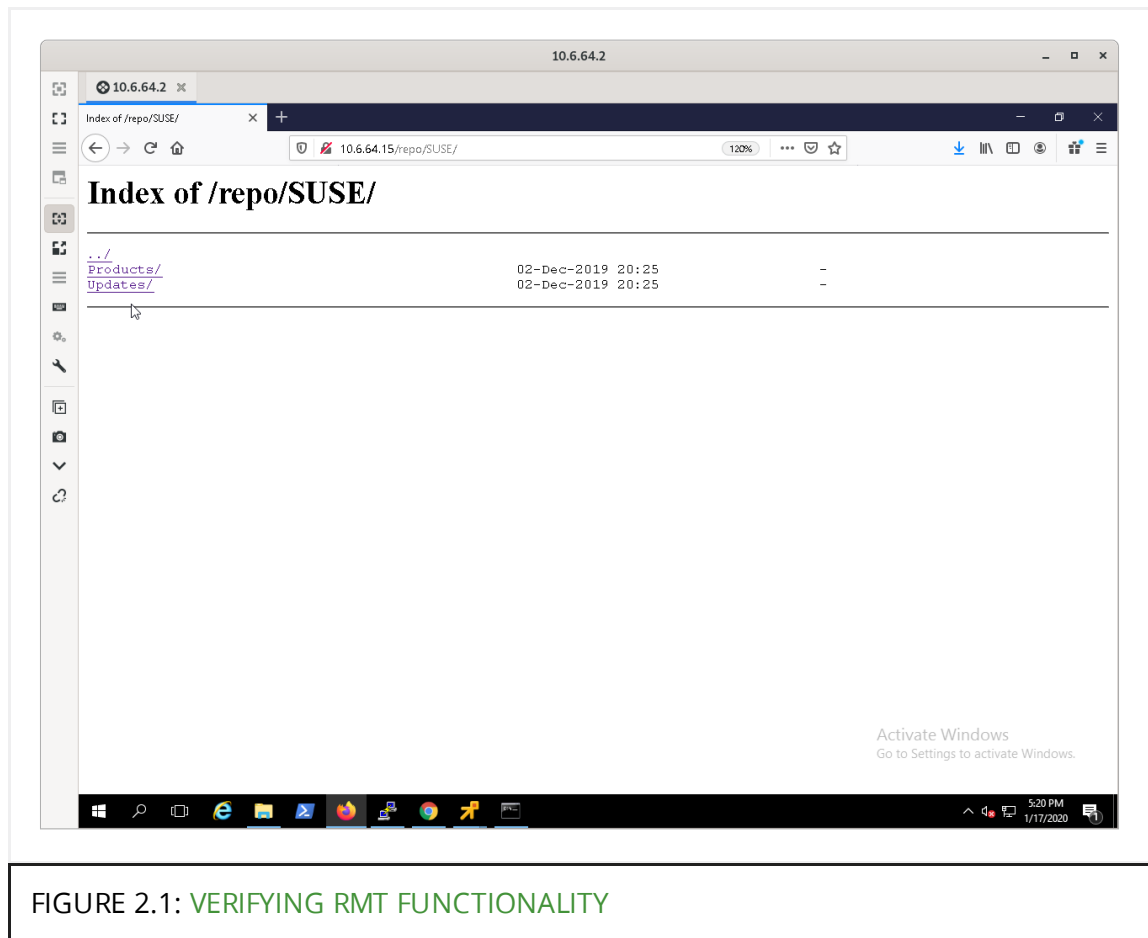 10.6.64.2
10.6.64.2
Index of /repo/SUSE/
10.6.64.15/repo/SUSE/ 120%
Index of /repo/SUSE/
../
Products/ 02-Dec-2019 20:25 -
Updates/ 02-Dec-2019 20:25 -
Activate Windows
Go to Settings to activate Windows.
5:20 PM
1/17/2020
1
FIGURE 2.1: VERIFYING RMT FUNCTIONALITY